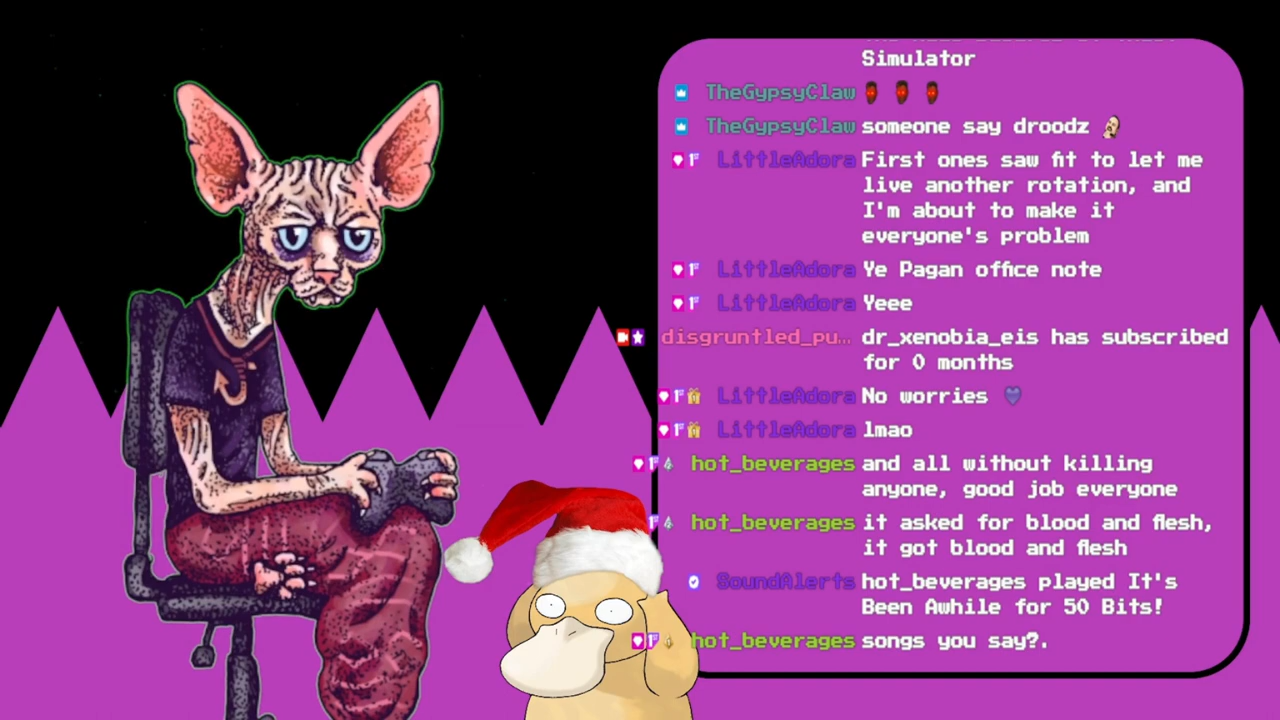 Simulator
TheGypsyClaw
TheGypsyClaw someone say droodz
LittleAdora First ones saw fit to let me
live another rotation, and
I'm about to make it
everyone's problem
LittleAdora Ye Pagan office note
LittleAdora Yeee
disgruntled_pu… dr_xenobia_eis has subscribed
for 0 months
LittleAdora No worries
LittleAdora lmao
hot_beverages and all without killing
anyone, good job everyone
hot_beverages it asked for blood and flesh,
it got blood and flesh
SoundAlerts hot_beverages played It's
Been Awhile for 50 Bits!
hot_beverages songs you say?.